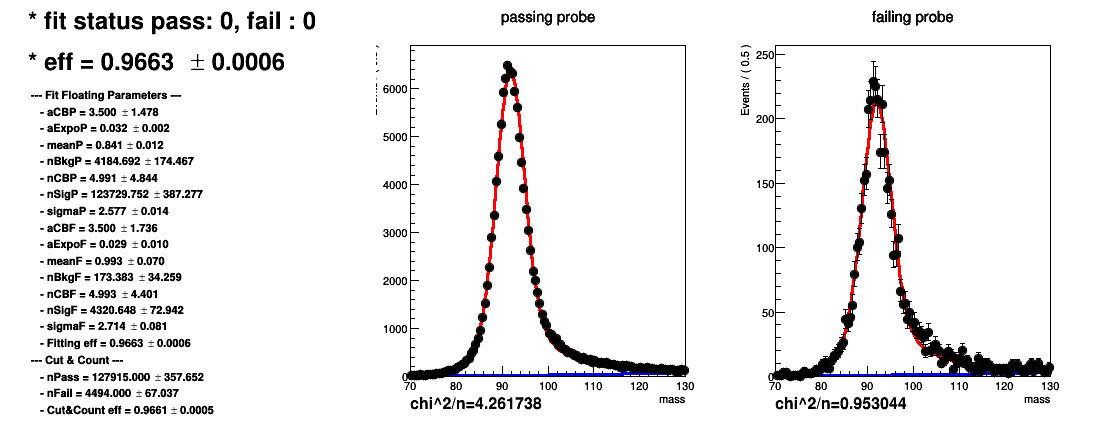 * fit status pass: 0, fail : 0
* eff = 0.9663 ± 0.0006
--- Fit Floating Parameters ---
- aCBP = 3.500 ± 1.478
- aExpoP = 0.032 ± 0.002
- meanP = 0.841 ± 0.012
- nBkgP = 4184.692 ± 174.467
- nCBP = 4.991 ± 4.844
- nSigP = 123729.752 ± 387.277
- sigmaP = 2.577 ± 0.014
- aCBF = 3.500 ± 1.736
- aExpoF = 0.029 ± 0.010
- meanF = 0.993 ± 0.070
- nBkgF = 173.383 ± 34.259
- nCBF = 4.993 ± 4.401
- nSigF = 4320.648 ± 72.942
- sigmaF = 2.714 ± 0.081
- Fitting eff = 0.9663 ± 0.0006
--- Cut & Count ---
- nPass = 127915.000 ± 357.652
- nFail = 4494.000 ± 67.037
- Cut&Count eff = 0.9661 ± 0.0005
passing probe
6000
5000
4000
3000
2000
1000
0
70 80 90 100 110 120 130
mass
chi^2/n=4.261738
failing probe
Events / ( 0.5 )
250
200
150
100
50
0
70 80 90 100 110 120 130
mass
chi^2/n=0.953044